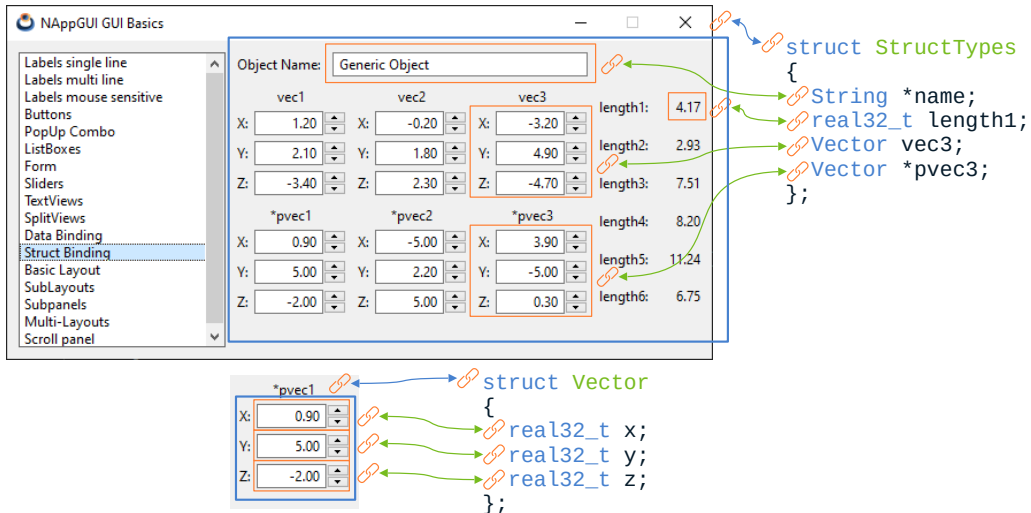 NAppGUI GUI Basics
Labels single line
Labels multi line
Labels mouse sensitive
Buttons
PopUp Combo
ListBoxes
Form
Sliders
TextViews
SplitViews
Data Binding
Struct Binding
Basic Layout
SubLayouts
Subpanels
Multi-Layouts
Scroll panel
Object Name: Generic Object
vec1 vec2 vec3
X: 1.20 X: -0.20 X: -3.20
Y: 2.10 Y: 1.80 Y: 4.90
Z: -3.40 Z: 2.30 Z: -4.70
*pvec1 *pvec2 *pvec3
X: 0.90 X: -5.00 X: 3.90
Y: 5.00 Y: 2.20 Y: -5.00
Z: -2.00 Z: 5.00 Z: 0.30
length1: 4.17
length2: 2.93
length3: 7.51
length4: 8.20
length5: 11.24
length6: 6.75
struct StructTypes
{
String *name;
real32_t length1;
Vector vec3;
Vector *pvec3;
};
*pvec1
X: 0.90
Y: 5.00
Z: -2.00
struct Vector
{
real32_t x;
real32_t y;
real32_t z;
};